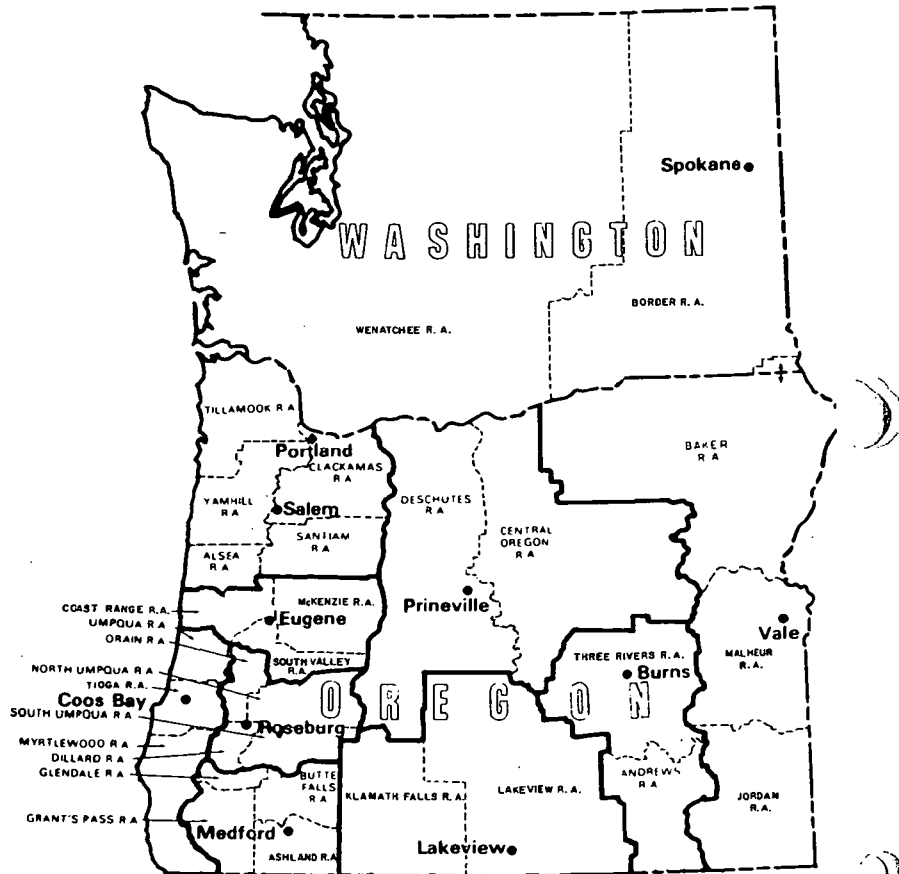 Spokane
WASHINGTON
BORDER R.A.
WENATCHEE R.A.
TILLAMOOK R A
Portland
CLACKAMAS
R A
BAKER
R A
YAMHILL
R A
Salem
DESCHUTES
R A
SANTIAM
R A
CENTRAL
OREGON
R A
ALSEA
R A
COAST RANGE R.A.
McKENZIE R.A.
Prineville
UMPQUA R A
Eugene
Vale
ORAIN R A
SOUTH VALLEY
R A
THREE RIVERS R.A.
MALHEUR
R.A.
NORTH UMPQUA R A
Burns
TIOGA R.A.
OREGON
Coos Bay
SOUTH UMPQUA R A
Roseburg
MYRTLEWOOD R A
DILLARD R A
GLENDALE R A
BUTTE
FALLS
R A
ANDREWS
R A
KLAMATH FALLS R.A.
LAKEVIEW R.A.
JORDAN
R.A.
GRANT'S PASS R A
Medford
ASHLAND R.A.
Lakeview